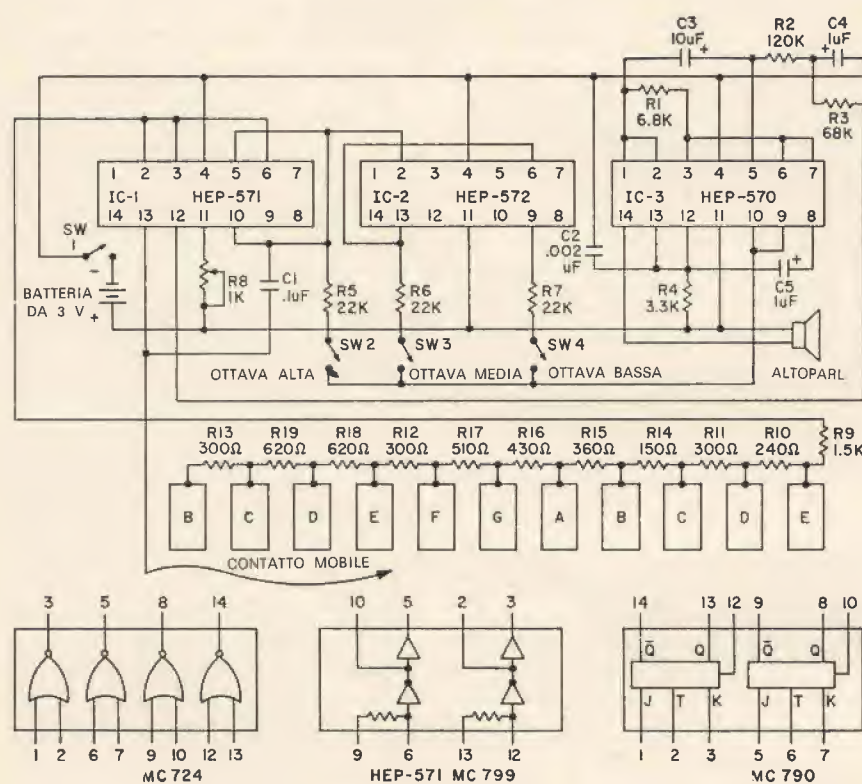 C3
10uF +
R2
120K
C4
+ 1uF
R1
6.8K
R3
68K
1 2 3 4 5 6 7
IC-1 HEP-571
14 13 12 11 10 9 8
1 2 3 4 5 6 7
IC-2 HEP-572
14 13 12 11 10 9 8
1 2 3 4 5 6 7
IC-3 HEP-570
14 13 12 11 10 9 8
SW
1
BATTERIA
DA 3 V
-
+
R8
1K
C1
.1uF
R5
22K
R6
22K
R7
22K
C2
.002
uF
R4
3.3K
+
C5
1uF
SW2
SW3
SW4
OTTAVA ALTA
OTTAVA MEDIA
OTTAVA BASSA
ALTOPARL
R13
300Ω
R19
620Ω
R18
620Ω
R12
300Ω
R17
510Ω
R16
430Ω
R15
360Ω
R14
150Ω
R11
300Ω
R10
240Ω
R9
1.5K
B C D E F G A B C D E
CONTATTO MOBILE
3 5 8 14
1 2 6 7 9 10 12 13
MC 724
10 5 2 3
9 6 13 12
HEP-571 MC 799
14 13 12 9 8 10
Q̅ Q Q̅ Q
J T K J T K
1 2 3 5 6 7
MC 790